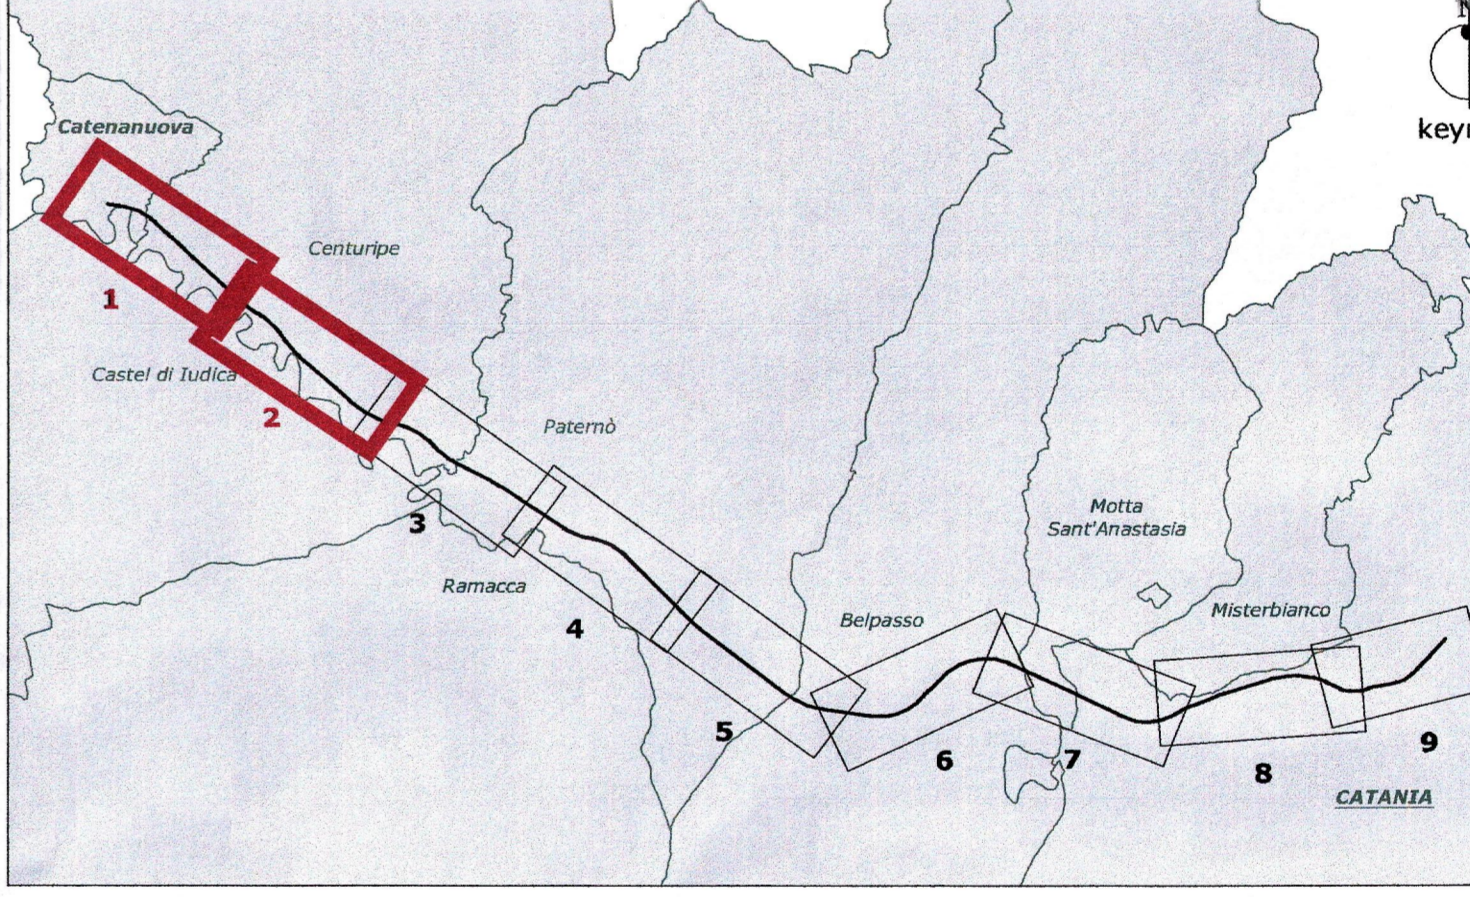 N
keyn
Catenanuova
Centuripe
1
Castel di Iudica
2
Paternò
3
Ramacca
4
Motta
Sant'Anastasia
Belpasso
Misterbianco
5
6
7
8
9
CATANIA